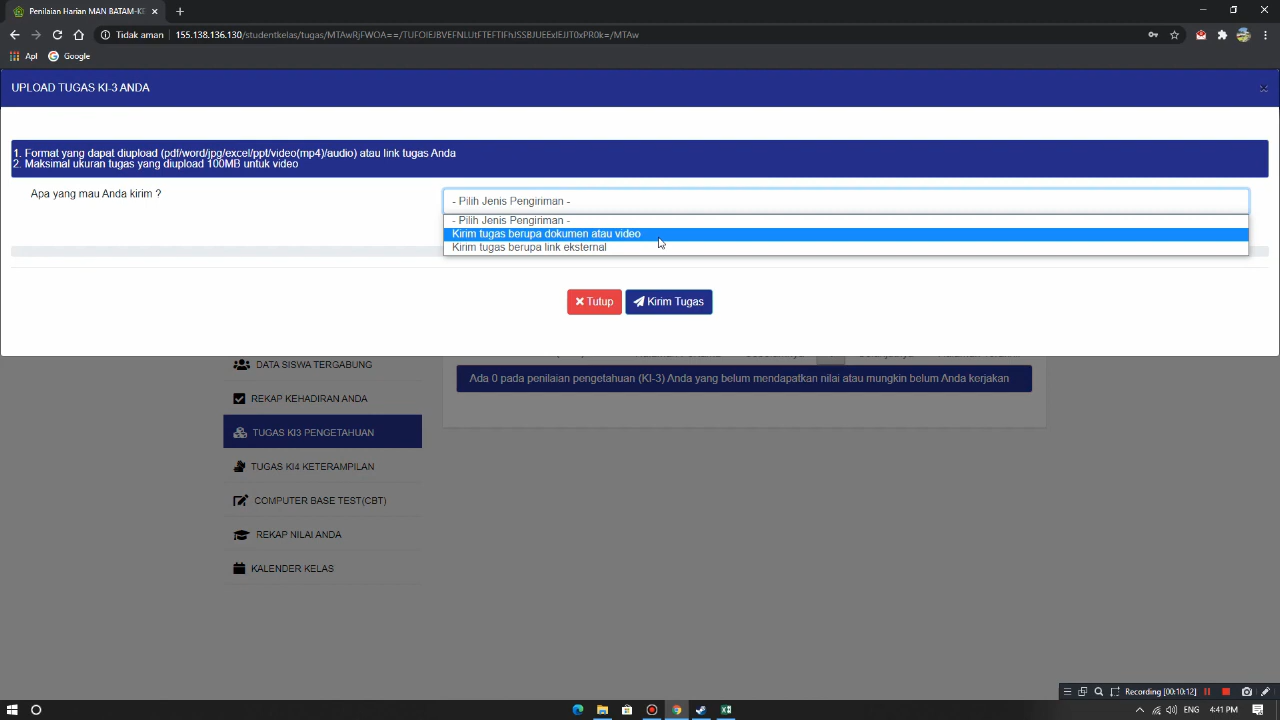 Penilaian Harian MAN BATAM-KE
Tidak aman
155.138.136.130/studentkelas/tugas/
Apl
Google
UPLOAD TUGAS KI-3 ANDA
1. Format yang dapat diupload (pdf/word/jpg/excel/ppt/video(mp4)/audio) atau link tugas Anda
2. Maksimal ukuran tugas yang diupload 100MB untuk video
Apa yang mau Anda kirim ?
- Pilih Jenis Pengiriman -
- Pilih Jenis Pengiriman -
Kirim tugas berupa dokumen atau video
Kirim tugas berupa link eksternal
Tutup
Kirim Tugas
DATA SISWA TERGABUNG
Ada 0 pada penilaian pengetahuan (KI-3) Anda yang belum mendapatkan nilai atau mungkin belum Anda kerjakan
REKAP KEHADIRAN ANDA
TUGAS KI3 PENGETAHUAN
TUGAS KI4 KETERAMPILAN
COMPUTER BASE TEST(CBT)
REKAP NILAI ANDA
KALENDER KELAS
Recording [00:10:12]
ENG
4:41 PM